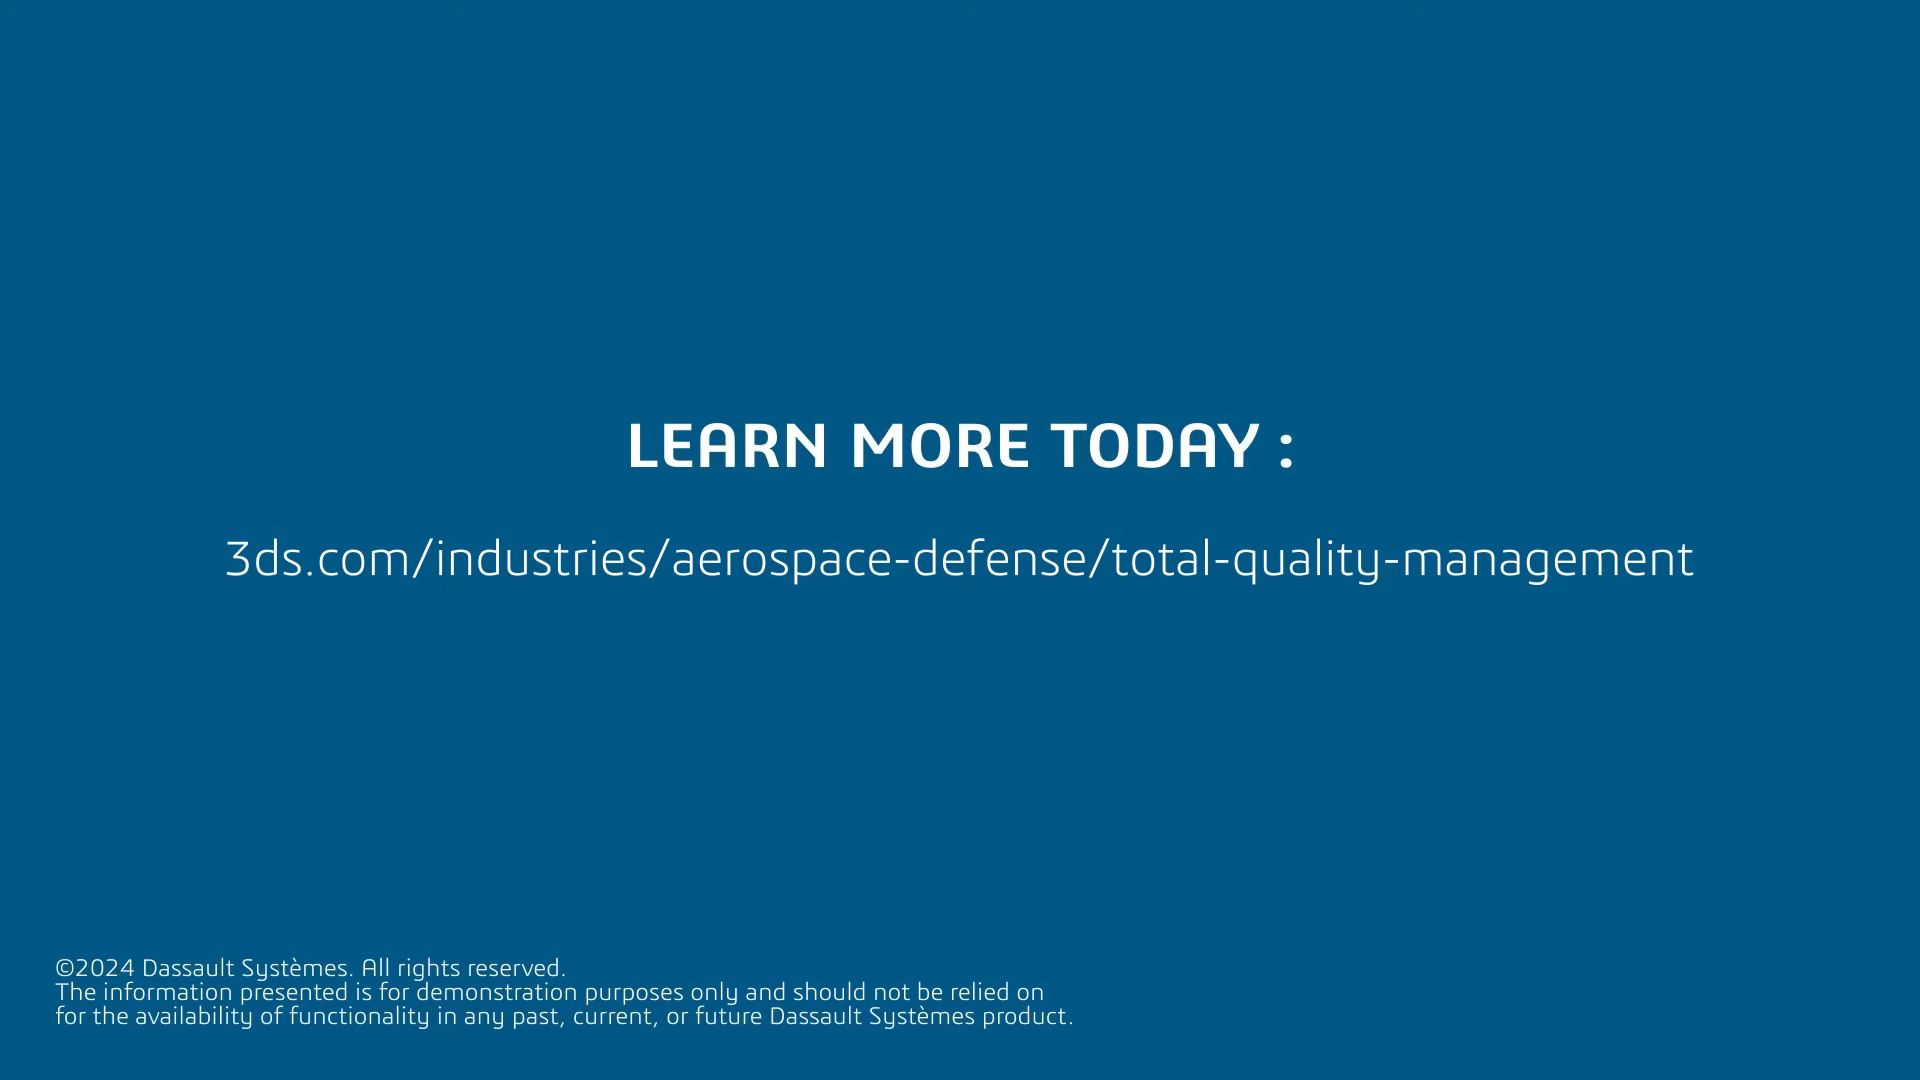 LEARN MORE TODAY :
3ds.com/industries/aerospace-defense/total-quality-management
©2024 Dassault Systèmes. All rights reserved.
The information presented is for demonstration purposes only and should not be relied on
for the availability of functionality in any past, current, or future Dassault Systèmes product.